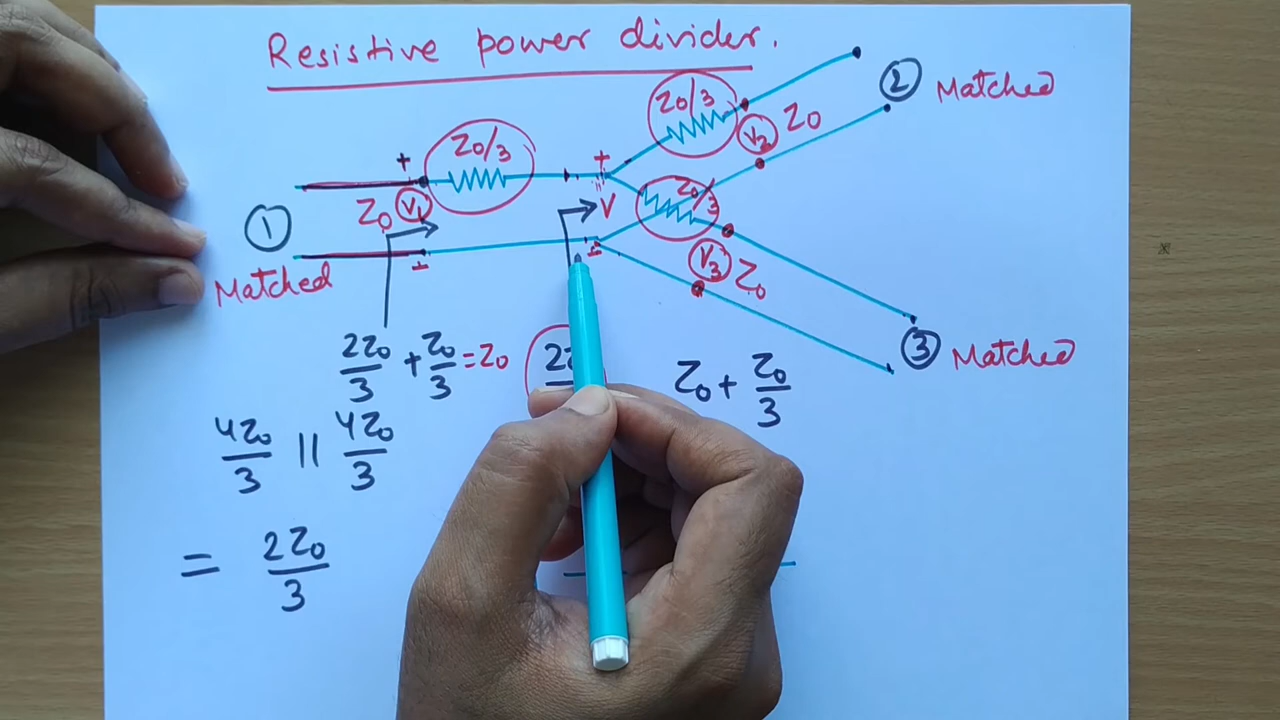 Resistive power divider.
Z0/3
Z0/3
2
Matched
V2
Z0
+
+
Z0/3
V
1
Z0
V1
Matched
-
-
V3
Z0
3
Matched
2Z0/3 + Z0/3 = Z0
Z0 + Z0/3
4Z0/3 || 4Z0/3
= 2Z0/3